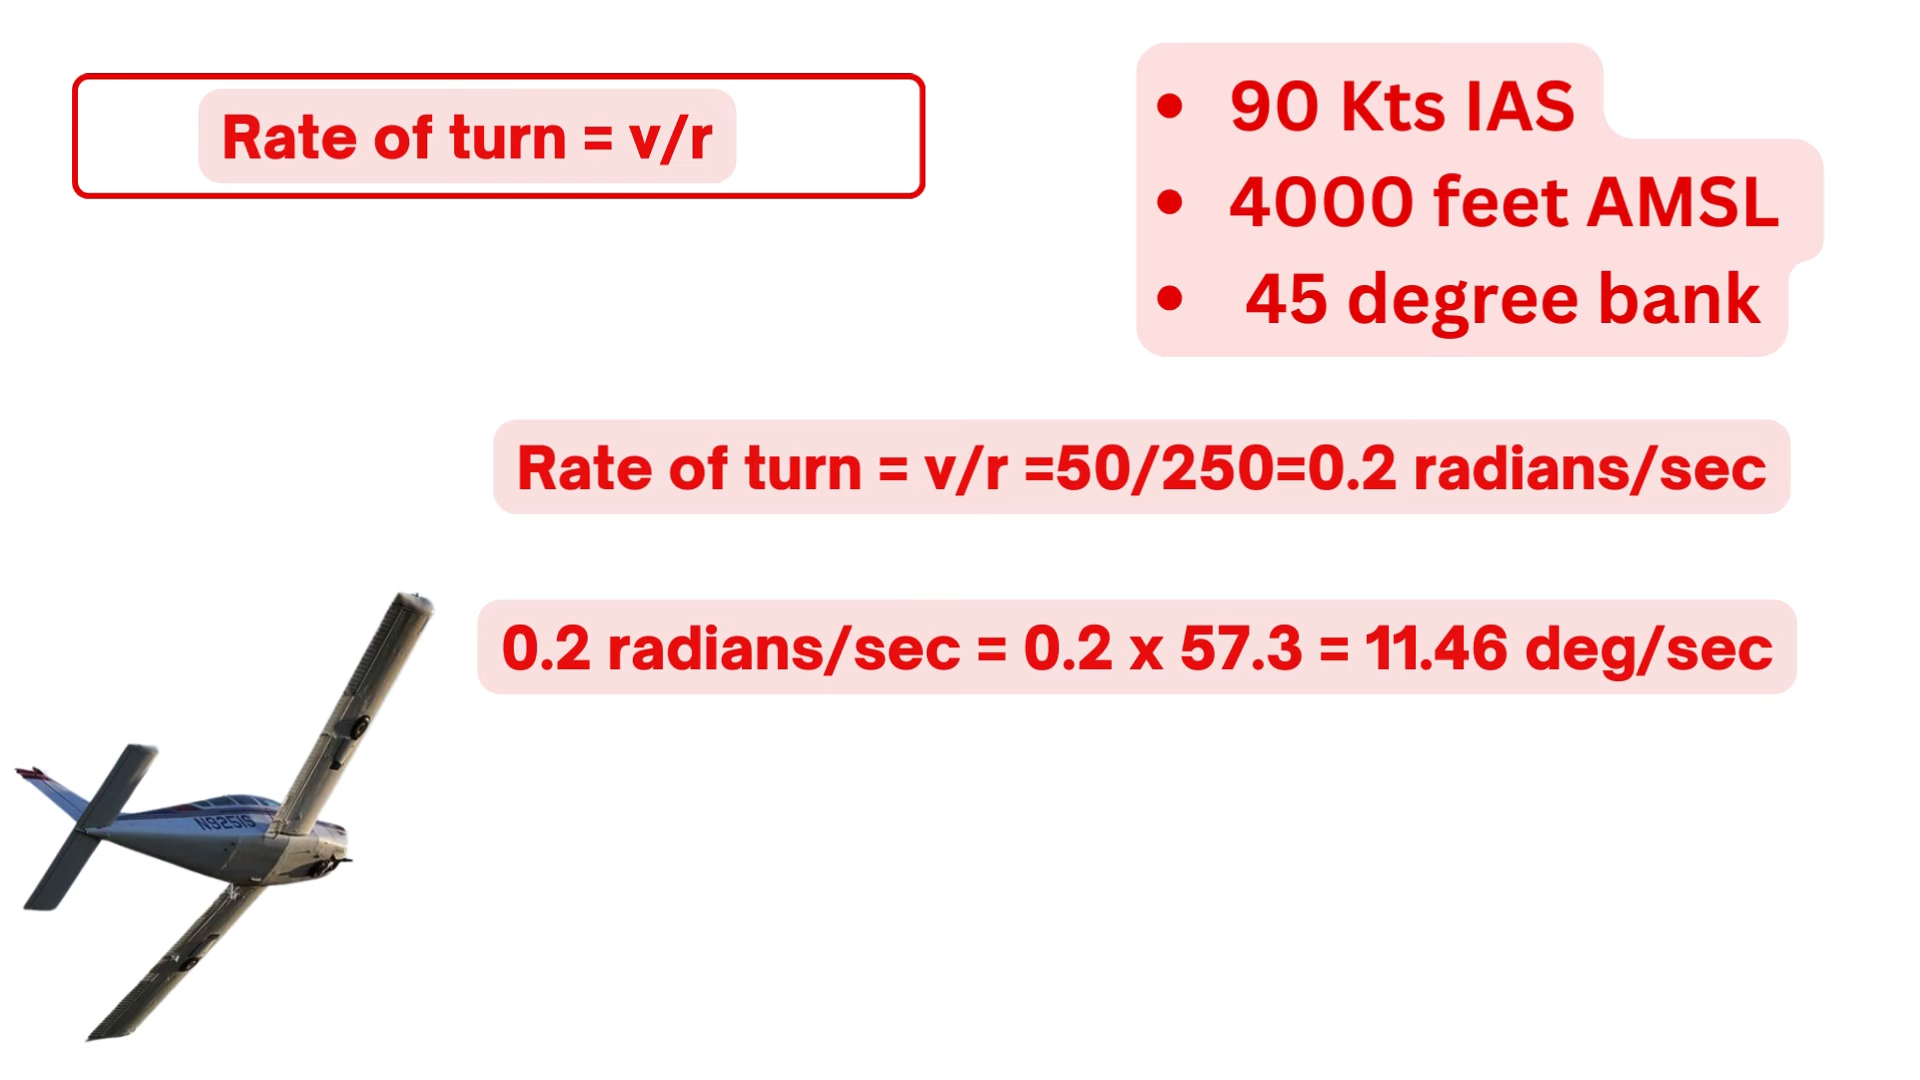 Rate of turn = v/r
• 90 Kts IAS
• 4000 feet AMSL
• 45 degree bank
Rate of turn = v/r =50/250=0.2 radians/sec
0.2 radians/sec = 0.2 x 57.3 = 11.46 deg/sec
N9251S